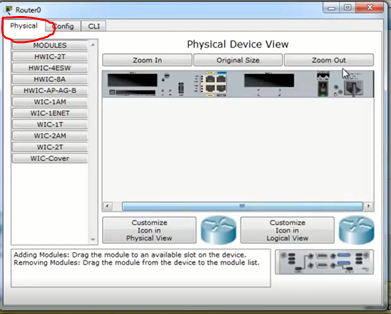 Router0
Physical Config CLI
MODULES
HWIC-2T
HWIC-4ESW
HWIC-8A
HWIC-AP-AG-B
WIC-1AM
WIC-1ENET
WIC-1T
WIC-2AM
WIC-2T
WIC-Cover
Physical Device View
Zoom In Original Size Zoom Out
Customize
Icon in
Physical View
Customize
Icon in
Logical View
Adding Modules: Drag the module to an available slot on the device.
Removing Modules: Drag the module from the device to the module list.